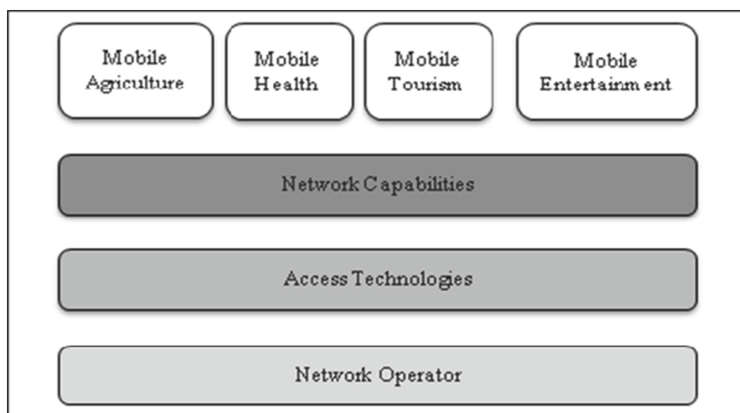 Mobile
Agriculture
Mobile
Health
Mobile
Tourism
Mobile
Entertainment
Network Capabilities
Access Technologies
Network Operator